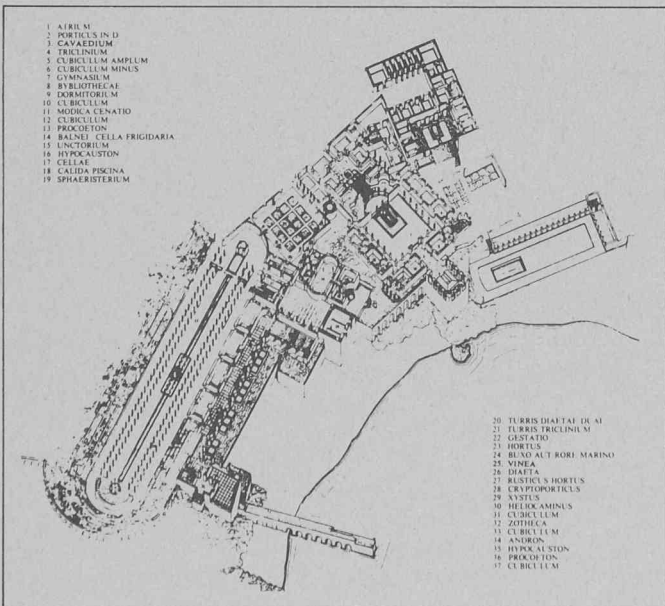 1 ATRIUM
2 PORTICUS IN D
3 CAVAEDIUM
4 TRICLINIUM
5 CUBICULUM AMPLUM
6 CUBICULUM MINUS
7 GYMNASIUM
8 BYBLIOTHECAE
9 DORMITORIUM
10 CUBICULUM
11 MODICA CENATIO
12 CUBICULUM
13 PROCOETON
14 BALNEI CELLA FRIGIDARIA
15 UNCTORIUM
16 HYPOCAUSTON
17 CELLAE
18 CALIDA PISCINA
19 SPHAERISTERIUM
20 TURRIS DIAETAE DUAE
21 TURRIS TRICLINIUM
22 GESTATIO
23 HORTUS
24 BUXO AUT RORE MARINO
25 VINEA
26 DIAETA
27 RUSTICUS HORTUS
28 CRYPTOPORTICUS
29 XYSTUS
30 HELIOCAMINUS
31 CUBICULUM
32 ZOTHECA
33 CUBICULUM
34 ANDRON
35 HYPOCAUSTON
36 PROCOETON
37 CUBICULUM